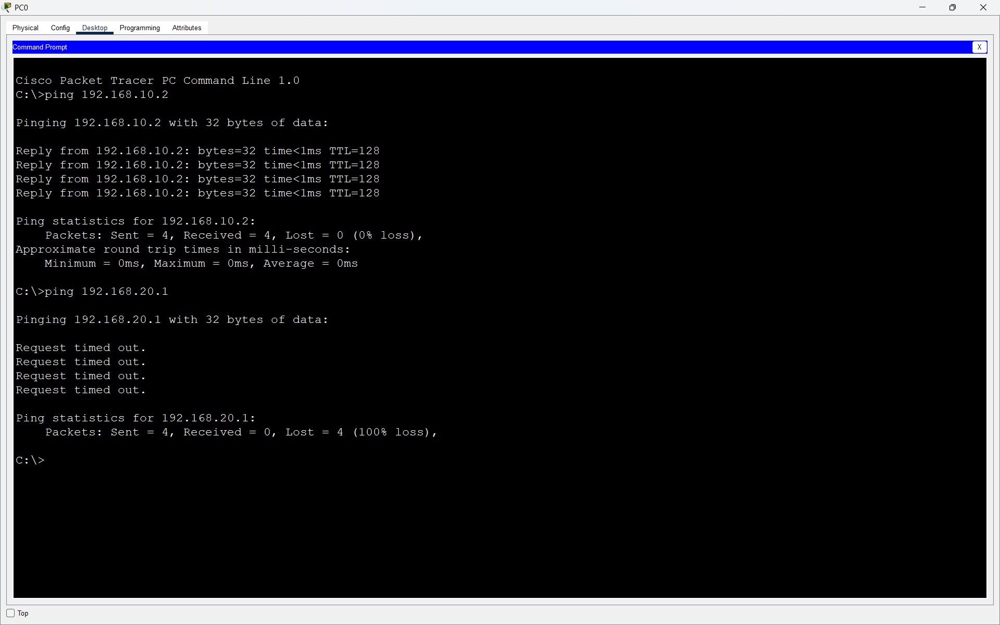 PC0
Physical Config Desktop Programming Attributes
Command Prompt
X
Cisco Packet Tracer PC Command Line 1.0
C:\>ping 192.168.10.2
Pinging 192.168.10.2 with 32 bytes of data:
Reply from 192.168.10.2: bytes=32 time<1ms TTL=128
Reply from 192.168.10.2: bytes=32 time<1ms TTL=128
Reply from 192.168.10.2: bytes=32 time<1ms TTL=128
Reply from 192.168.10.2: bytes=32 time<1ms TTL=128
Ping statistics for 192.168.10.2:
    Packets: Sent = 4, Received = 4, Lost = 0 (0% loss),
Approximate round trip times in milli-seconds:
    Minimum = 0ms, Maximum = 0ms, Average = 0ms
C:\>ping 192.168.20.1
Pinging 192.168.20.1 with 32 bytes of data:
Request timed out.
Request timed out.
Request timed out.
Request timed out.
Ping statistics for 192.168.20.1:
    Packets: Sent = 4, Received = 0, Lost = 4 (100% loss),
C:\>
Top